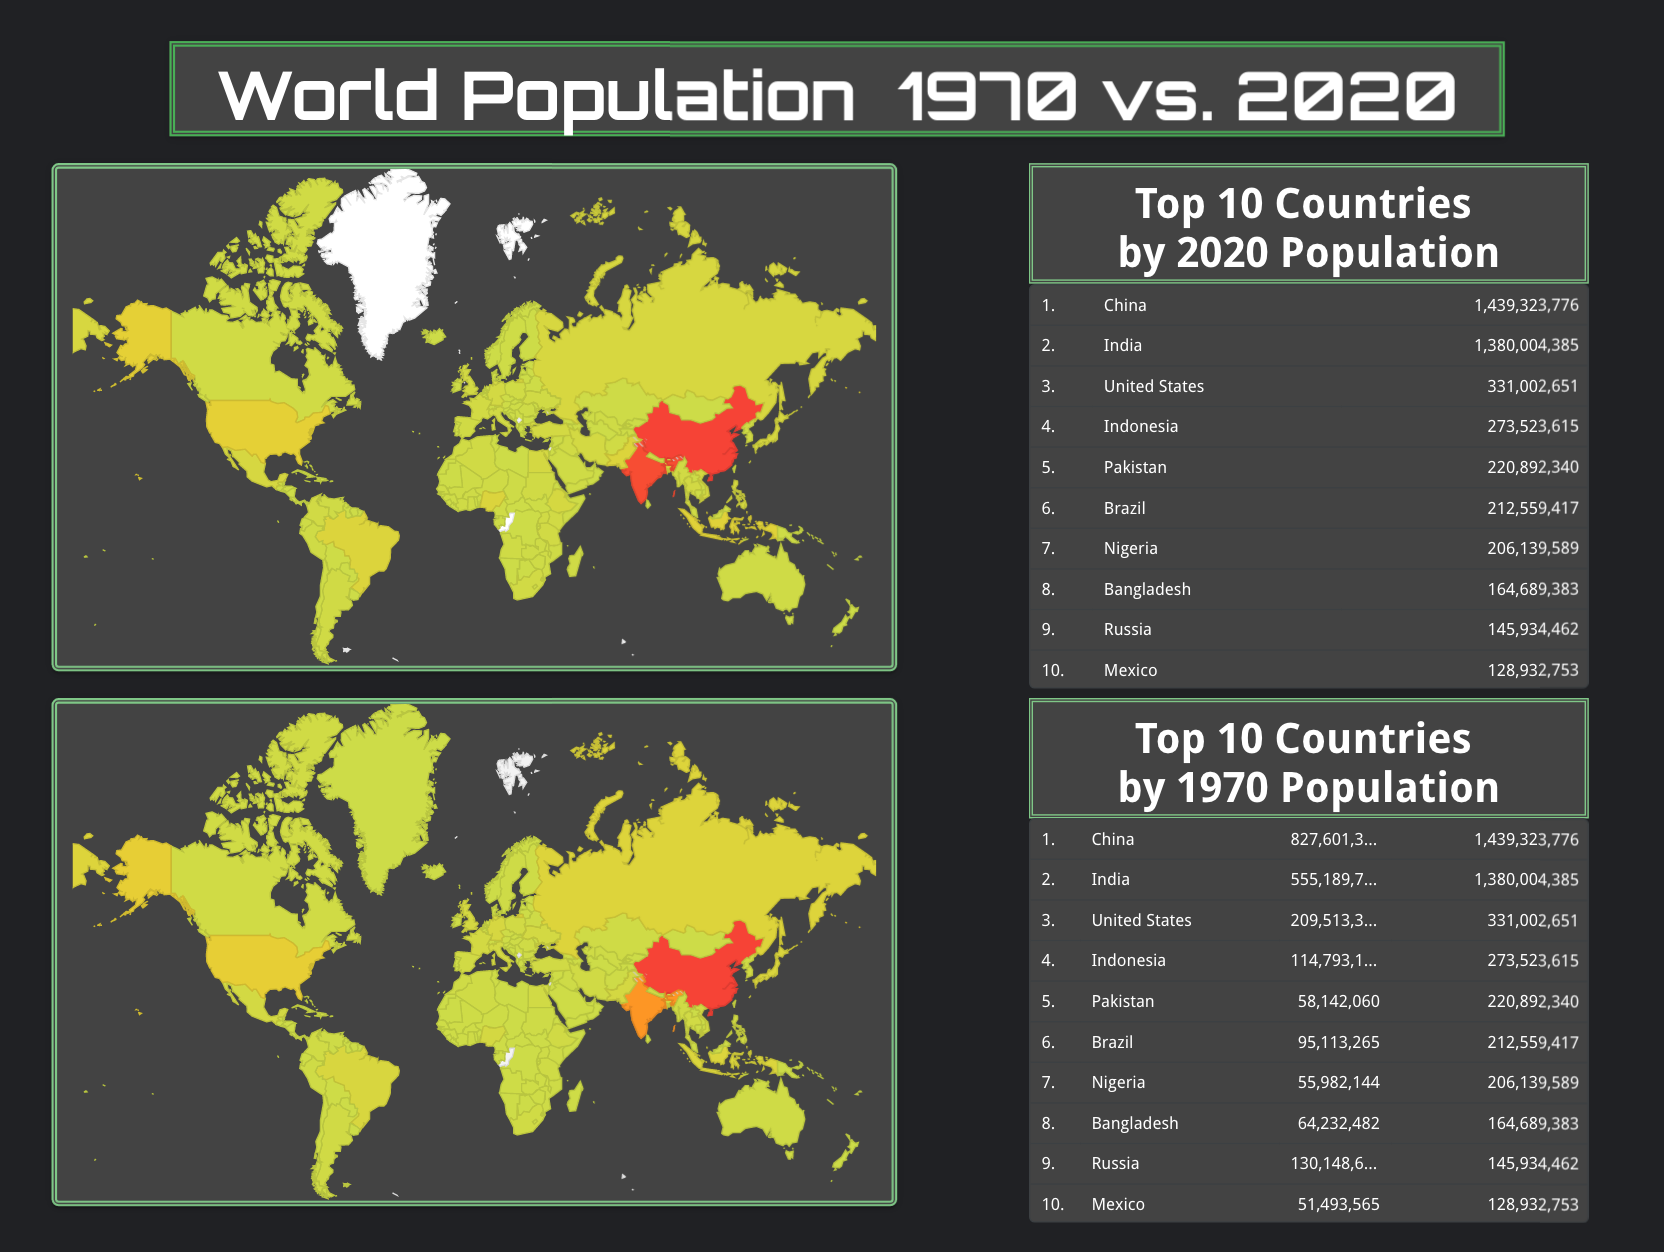 World Population 1970 vs. 2020
Top 10 Countries
by 2020 Population
1. China 1,439,323,776
2. India 1,380,004,385
3. United States 331,002,651
4. Indonesia 273,523,615
5. Pakistan 220,892,340
6. Brazil 212,559,417
7. Nigeria 206,139,589
8. Bangladesh 164,689,383
9. Russia 145,934,462
10. Mexico 128,932,753
Top 10 Countries
by 1970 Population
1. China 827,601,3... 1,439,323,776
2. India 555,189,7... 1,380,004,385
3. United States 209,513,3... 331,002,651
4. Indonesia 114,793,1... 273,523,615
5. Pakistan 58,142,060 220,892,340
6. Brazil 95,113,265 212,559,417
7. Nigeria 55,982,144 206,139,589
8. Bangladesh 64,232,482 164,689,383
9. Russia 130,148,6... 145,934,462
10. Mexico 51,493,565 128,932,753